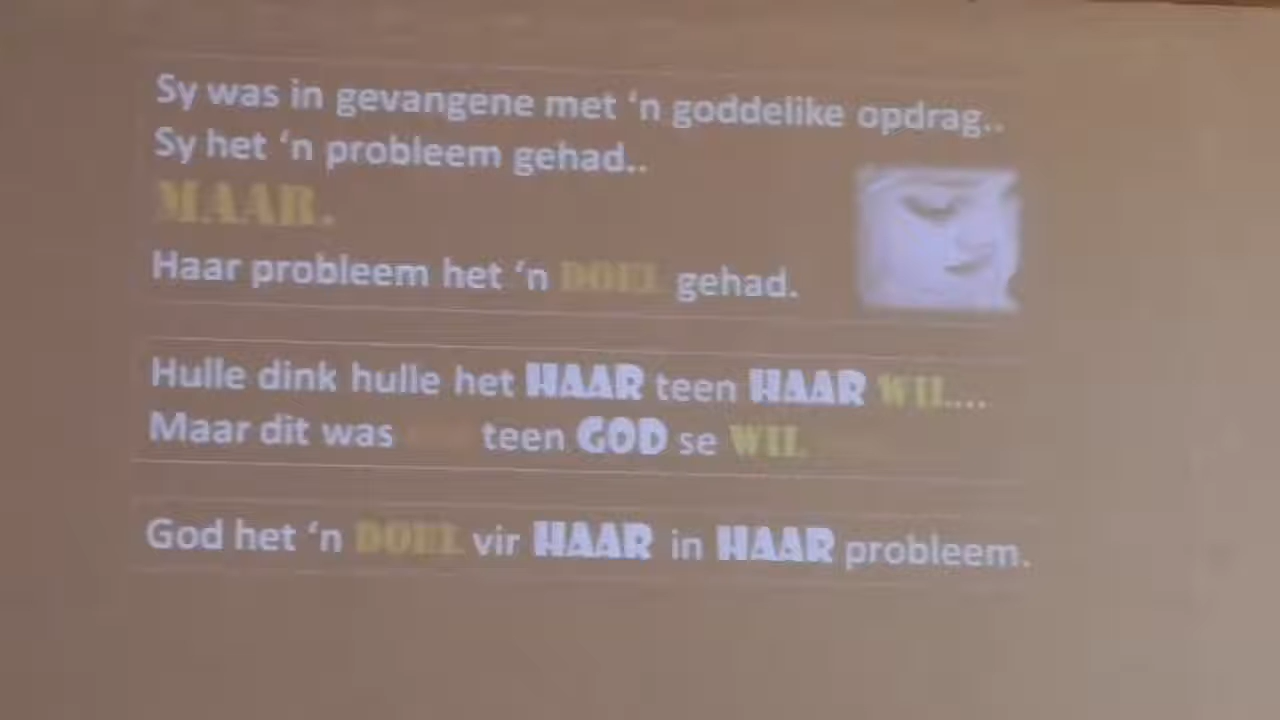 Sy was in gevangene met ‘n goddelike opdrag..
Sy het ‘n probleem gehad..
MAAR.
Haar probleem het ‘n DOEL gehad.
Hulle dink hulle het HAAR teen HAAR WIL....
Maar dit was teen GOD se WIL
God het ‘n DOEL vir HAAR in HAAR probleem.